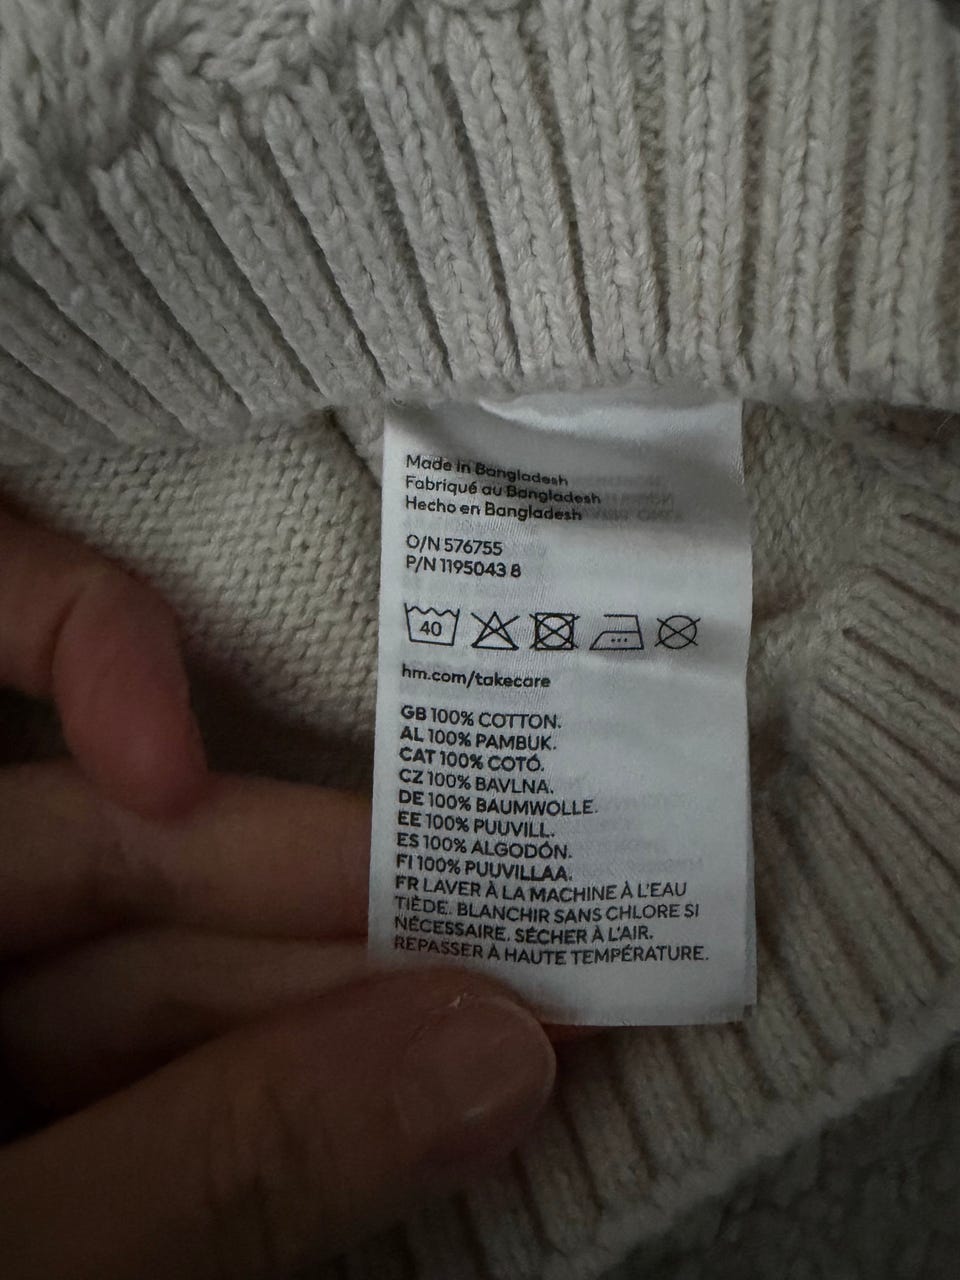 Made in Bangladesh
Fabriqué au Bangladesh
Hecho en Bangladesh
O/N 576755
P/N 1195043 8
40
hm.com/takecare
GB 100% COTTON.
AL 100% PAMBUK.
CAT 100% COTÓ.
CZ 100% BAVLNA.
DE 100% BAUMWOLLE.
EE 100% PUUVILL.
ES 100% ALGODÓN.
FI 100% PUUVILLAA.
FR LAVER À LA MACHINE À L'EAU
TIÈDE. BLANCHIR SANS CHLORE SI
NÉCESSAIRE. SÉCHER À L'AIR.
REPASSER À HAUTE TEMPÉRATURE.